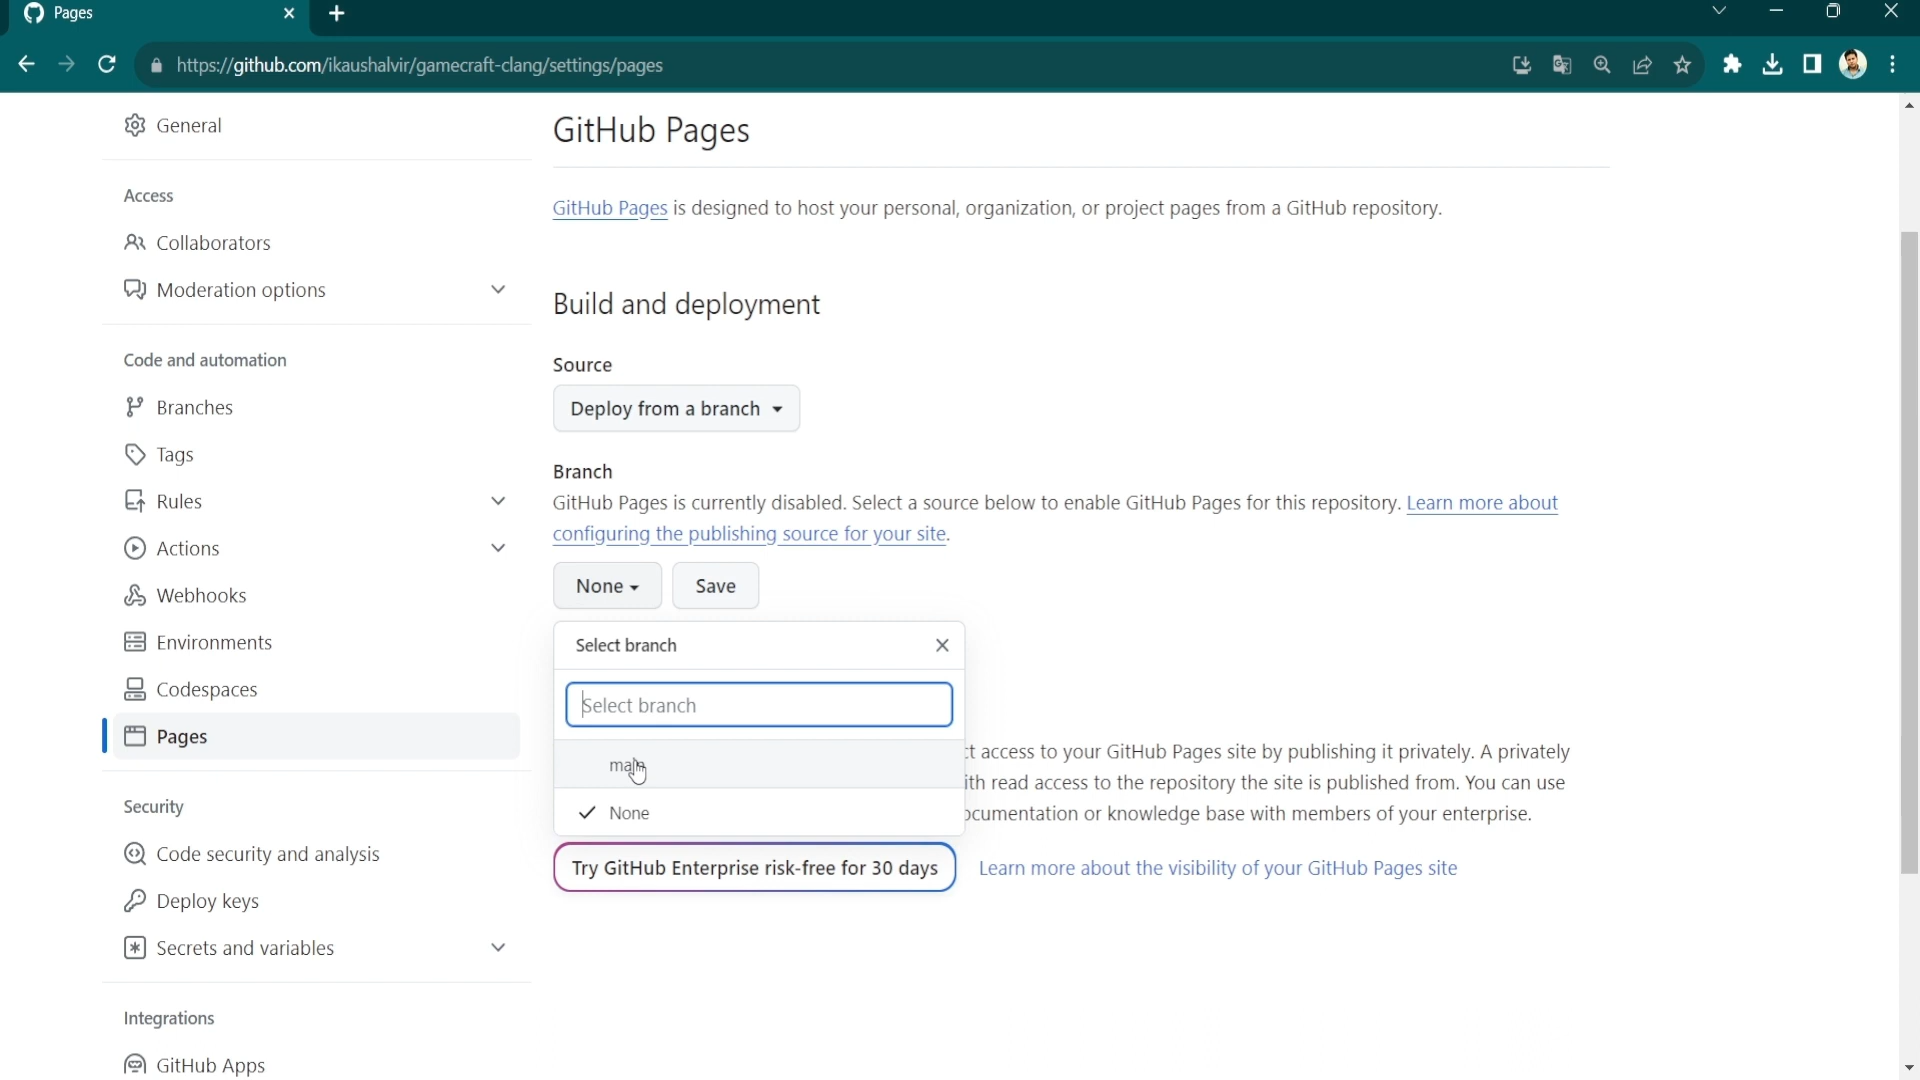 Pages
https://github.com/ikaushalvir/gamecraft-clang/settings/pages
General
Access
Collaborators
Moderation options
Code and automation
Branches
Tags
Rules
Actions
Webhooks
Environments
Codespaces
Pages
Security
Code security and analysis
Deploy keys
Secrets and variables
Integrations
GitHub Apps
GitHub Pages
GitHub Pages is designed to host your personal, organization, or project pages from a GitHub repository.
Build and deployment
Source
Deploy from a branch
Branch
GitHub Pages is currently disabled. Select a source below to enable GitHub Pages for this repository. Learn more about
configuring the publishing source for your site.
None Save
Select branch
Select branch
main
None
access to your GitHub Pages site by publishing it privately. A privately
read access to the repository the site is published from. You can use
or knowledge base with members of your enterprise.
Try GitHub Enterprise risk-free for 30 days Learn more about the visibility of your GitHub Pages site